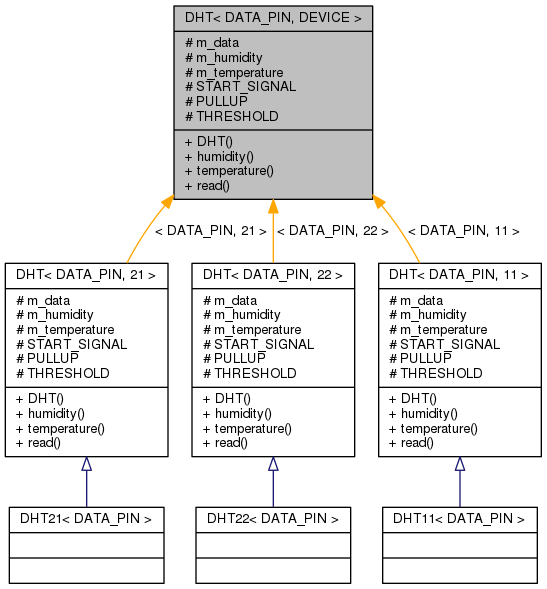 DHT< DATA_PIN, DEVICE >
# m_data
# m_humidity
# m_temperature
# START_SIGNAL
# PULLUP
# THRESHOLD
+ DHT()
+ humidity()
+ temperature()
+ read()
< DATA_PIN, 21 >
< DATA_PIN, 22 >
< DATA_PIN, 11 >
DHT< DATA_PIN, 21 >
# m_data
# m_humidity
# m_temperature
# START_SIGNAL
# PULLUP
# THRESHOLD
+ DHT()
+ humidity()
+ temperature()
+ read()
DHT< DATA_PIN, 22 >
# m_data
# m_humidity
# m_temperature
# START_SIGNAL
# PULLUP
# THRESHOLD
+ DHT()
+ humidity()
+ temperature()
+ read()
DHT< DATA_PIN, 11 >
# m_data
# m_humidity
# m_temperature
# START_SIGNAL
# PULLUP
# THRESHOLD
+ DHT()
+ humidity()
+ temperature()
+ read()
DHT21< DATA_PIN >
DHT22< DATA_PIN >
DHT11< DATA_PIN >